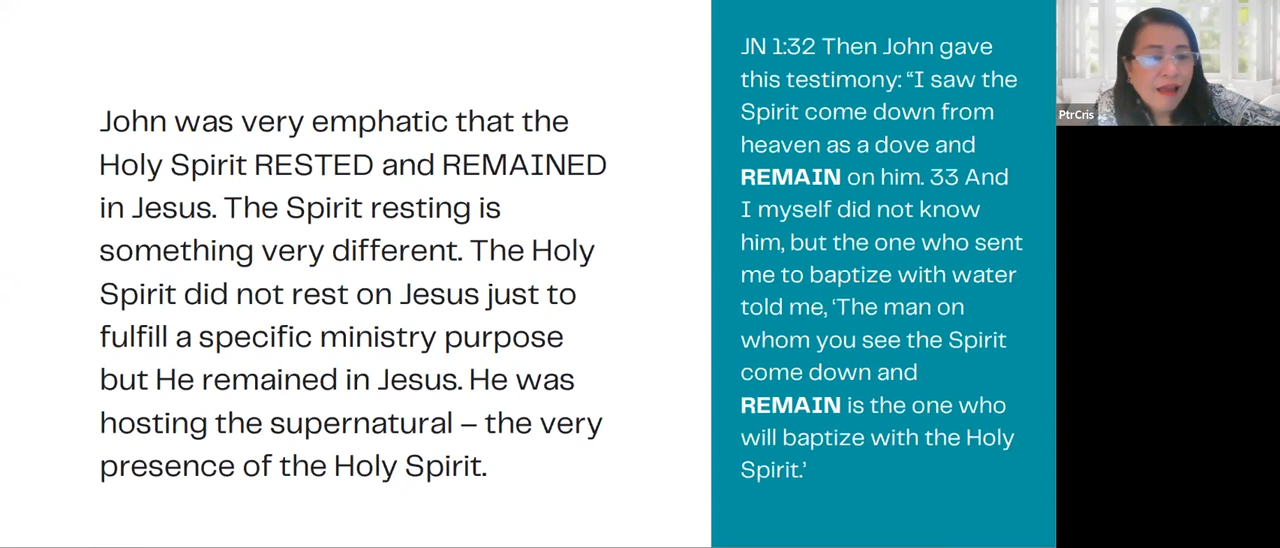 John was very emphatic that the
Holy Spirit RESTED and REMAINED
in Jesus. The Spirit resting is
something very different. The Holy
Spirit did not rest on Jesus just to
fulfill a specific ministry purpose
but He remained in Jesus. He was
hosting the supernatural – the very
presence of the Holy Spirit.
JN 1:32 Then John gave
this testimony: “I saw the
Spirit come down from
heaven as a dove and
REMAIN on him. 33 And
I myself did not know
him, but the one who sent
me to baptize with water
told me, ‘The man on
whom you see the Spirit
come down and
REMAIN is the one who
will baptize with the Holy
Spirit.’
PtrCris